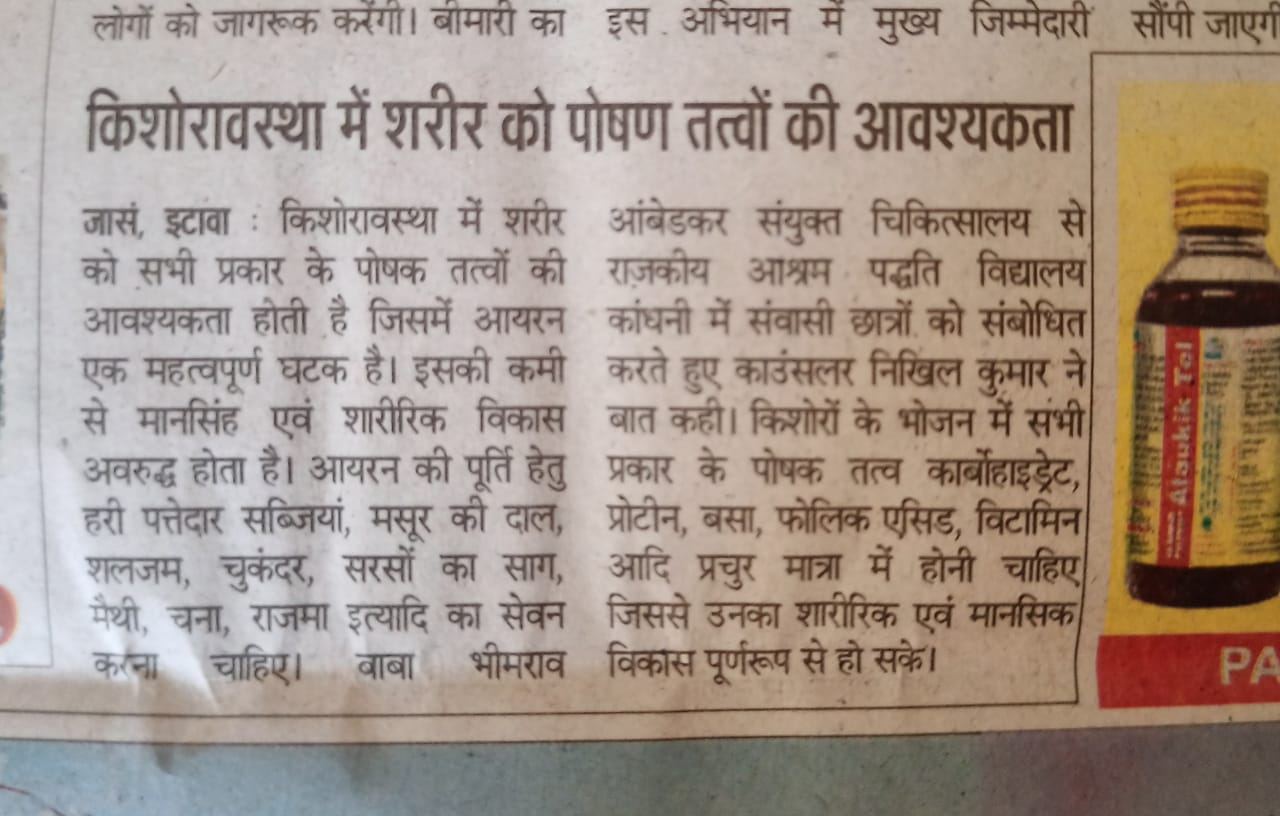 लोगों को जागरूक करेंगी। बीमारी का
इस अभियान में मुख्य जिम्मेदारी सौंपी जाएगी
किशोरावस्था में शरीर को पोषण तत्वों की आवश्यकता
जासं, इटावा : किशोरावस्था में शरीर
को सभी प्रकार के पोषक तत्वों की
आवश्यकता होती है जिसमें आयरन
एक महत्वपूर्ण घटक है। इसकी कमी
से मानसिंह एवं शारीरिक विकास
अवरुद्ध होता है। आयरन की पूर्ति हेतु
हरी पत्तेदार सब्जियां, मसूर की दाल,
शलजम, चुकंदर, सरसों का साग,
मैथी, चना, राजमा इत्यादि का सेवन
करना चाहिए। बाबा भीमराव
आंबेडकर संयुक्त चिकित्सालय से
राजकीय आश्रम पद्धति विद्यालय
कांधनी में संवासी छात्रों को संबोधित
करते हुए काउंसलर निखिल कुमार ने
बात कही। किशोरों के भोजन में सभी
प्रकार के पोषक तत्व कार्बोहाइड्रेट,
प्रोटीन, बसा, फोलिक एसिड, विटामिन
आदि प्रचुर मात्रा में होनी चाहिए
जिससे उनका शारीरिक एवं मानसिक
विकास पूर्णरूप से हो सके।
Alaukik Tel
PA